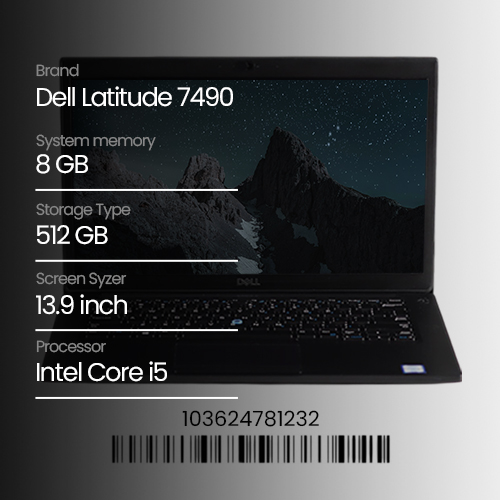 Brand
Dell Latitude 7490
System memory
8 GB
Storage Type
512 GB
Screen Syzer
13.9 inch
DELL
Processor
Intel Core i5
103624781232